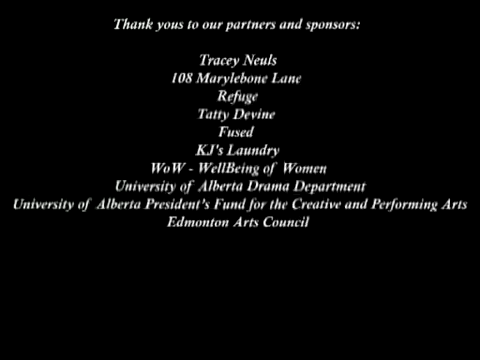 Thank yous to our partners and sponsors:
Tracey Neuls
108 Marylebone Lane
Refuge
Tatty Devine
Fused
KJ's Laundry
WoW - WellBeing of Women
University of Alberta Drama Department
University of Alberta President's Fund for the Creative and Performing Arts
Edmonton Arts Council